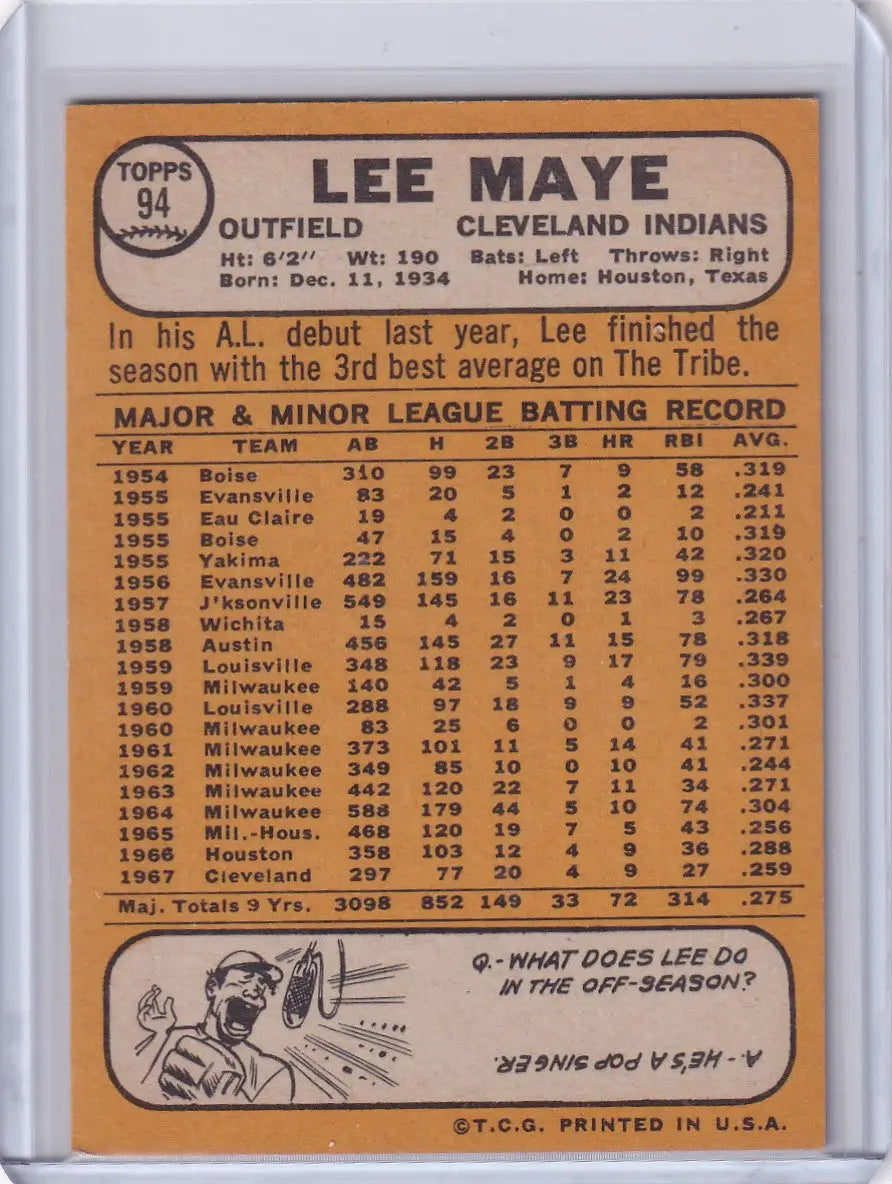 TOPPS
94
LEE MAYE
OUTFIELD CLEVELAND INDIANS
Ht: 6'2" Wt: 190 Bats: Left Throws: Right
Born: Dec. 11, 1934 Home: Houston, Texas
In his A.L. debut last year, Lee finished the
season with the 3rd best average on The Tribe.
MAJOR & MINOR LEAGUE BATTING RECORD
YEAR TEAM AB H 2B 3B HR RBI AVG.
1954 Boise 310 99 23 7 9 58 .319
1955 Evansville 83 20 5 1 2 12 .241
1955 Eau Claire 19 4 2 0 0 2 .211
1955 Boise 47 15 4 0 2 10 .319
1955 Yakima 222 71 15 3 11 42 .320
1956 Evansville 482 159 16 7 24 99 .330
1957 J'ksonville 549 145 16 11 23 78 .264
1958 Wichita 15 4 2 0 1 3 .267
1958 Austin 456 145 27 11 15 78 .318
1959 Louisville 348 118 23 9 17 79 .339
1959 Milwaukee 140 42 5 1 4 16 .300
1960 Louisville 288 97 18 9 9 52 .337
1960 Milwaukee 83 25 6 0 0 2 .301
1961 Milwaukee 373 101 11 5 14 41 .271
1962 Milwaukee 349 85 10 0 10 41 .244
1963 Milwaukee 442 120 22 7 11 34 .271
1964 Milwaukee 588 179 44 5 10 74 .304
1965 Mil.-Hous. 468 120 19 7 5 43 .256
1966 Houston 358 103 12 4 9 36 .288
1967 Cleveland 297 77 20 4 9 27 .259
Maj. Totals 9 Yrs. 3098 852 149 33 72 314 .275
Q.- WHAT DOES LEE DO
IN THE OFF-SEASON?
A.- HE'S A POP SINGER.
©T.C.G. PRINTED IN U.S.A.